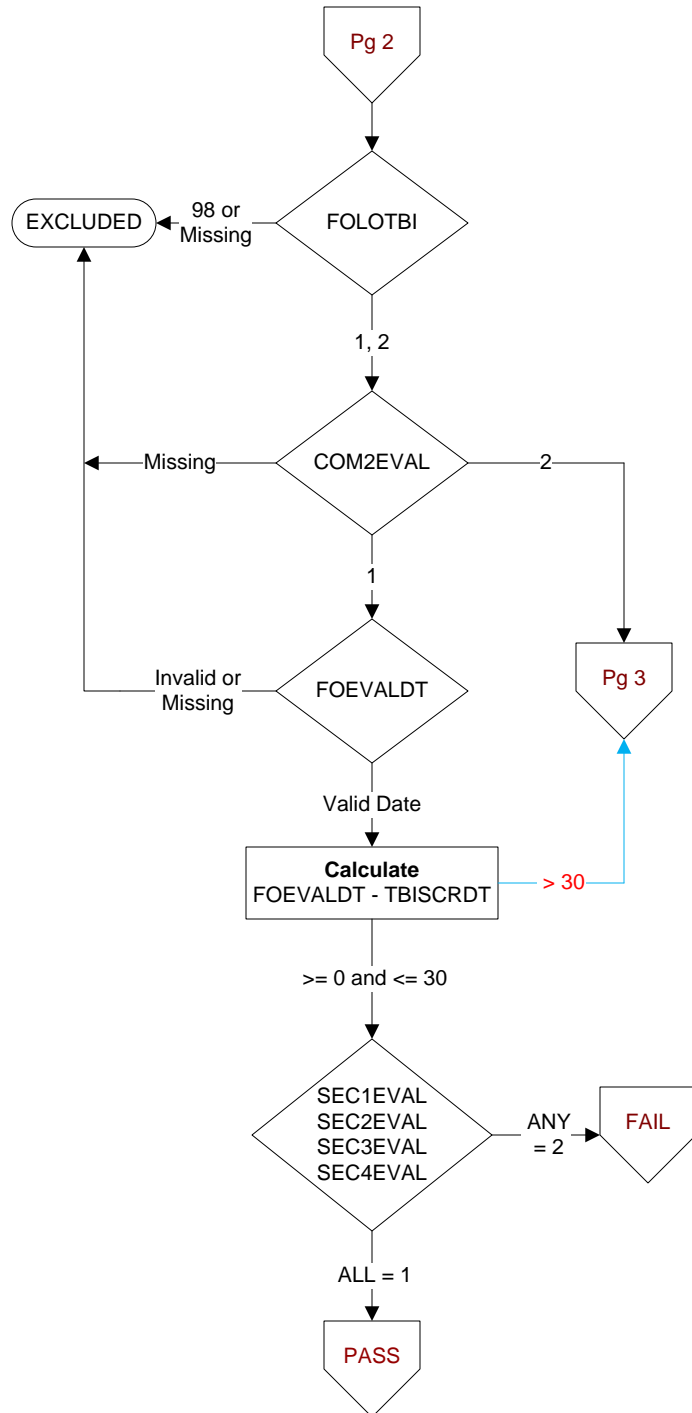 Pg 2
FOLOTBI
98 or
Missing
EXCLUDED
1, 2
COM2EVAL
Missing
2
1
FOEVALDT
Invalid or
Missing
Pg 3
Valid Date
Calculate
FOEVALDT - TBISCRDT
> 30
>= 0 and <= 30
SEC1EVAL
SEC2EVAL
SEC3EVAL
SEC4EVAL
ANY
= 2
FAIL
ALL = 1
PASS